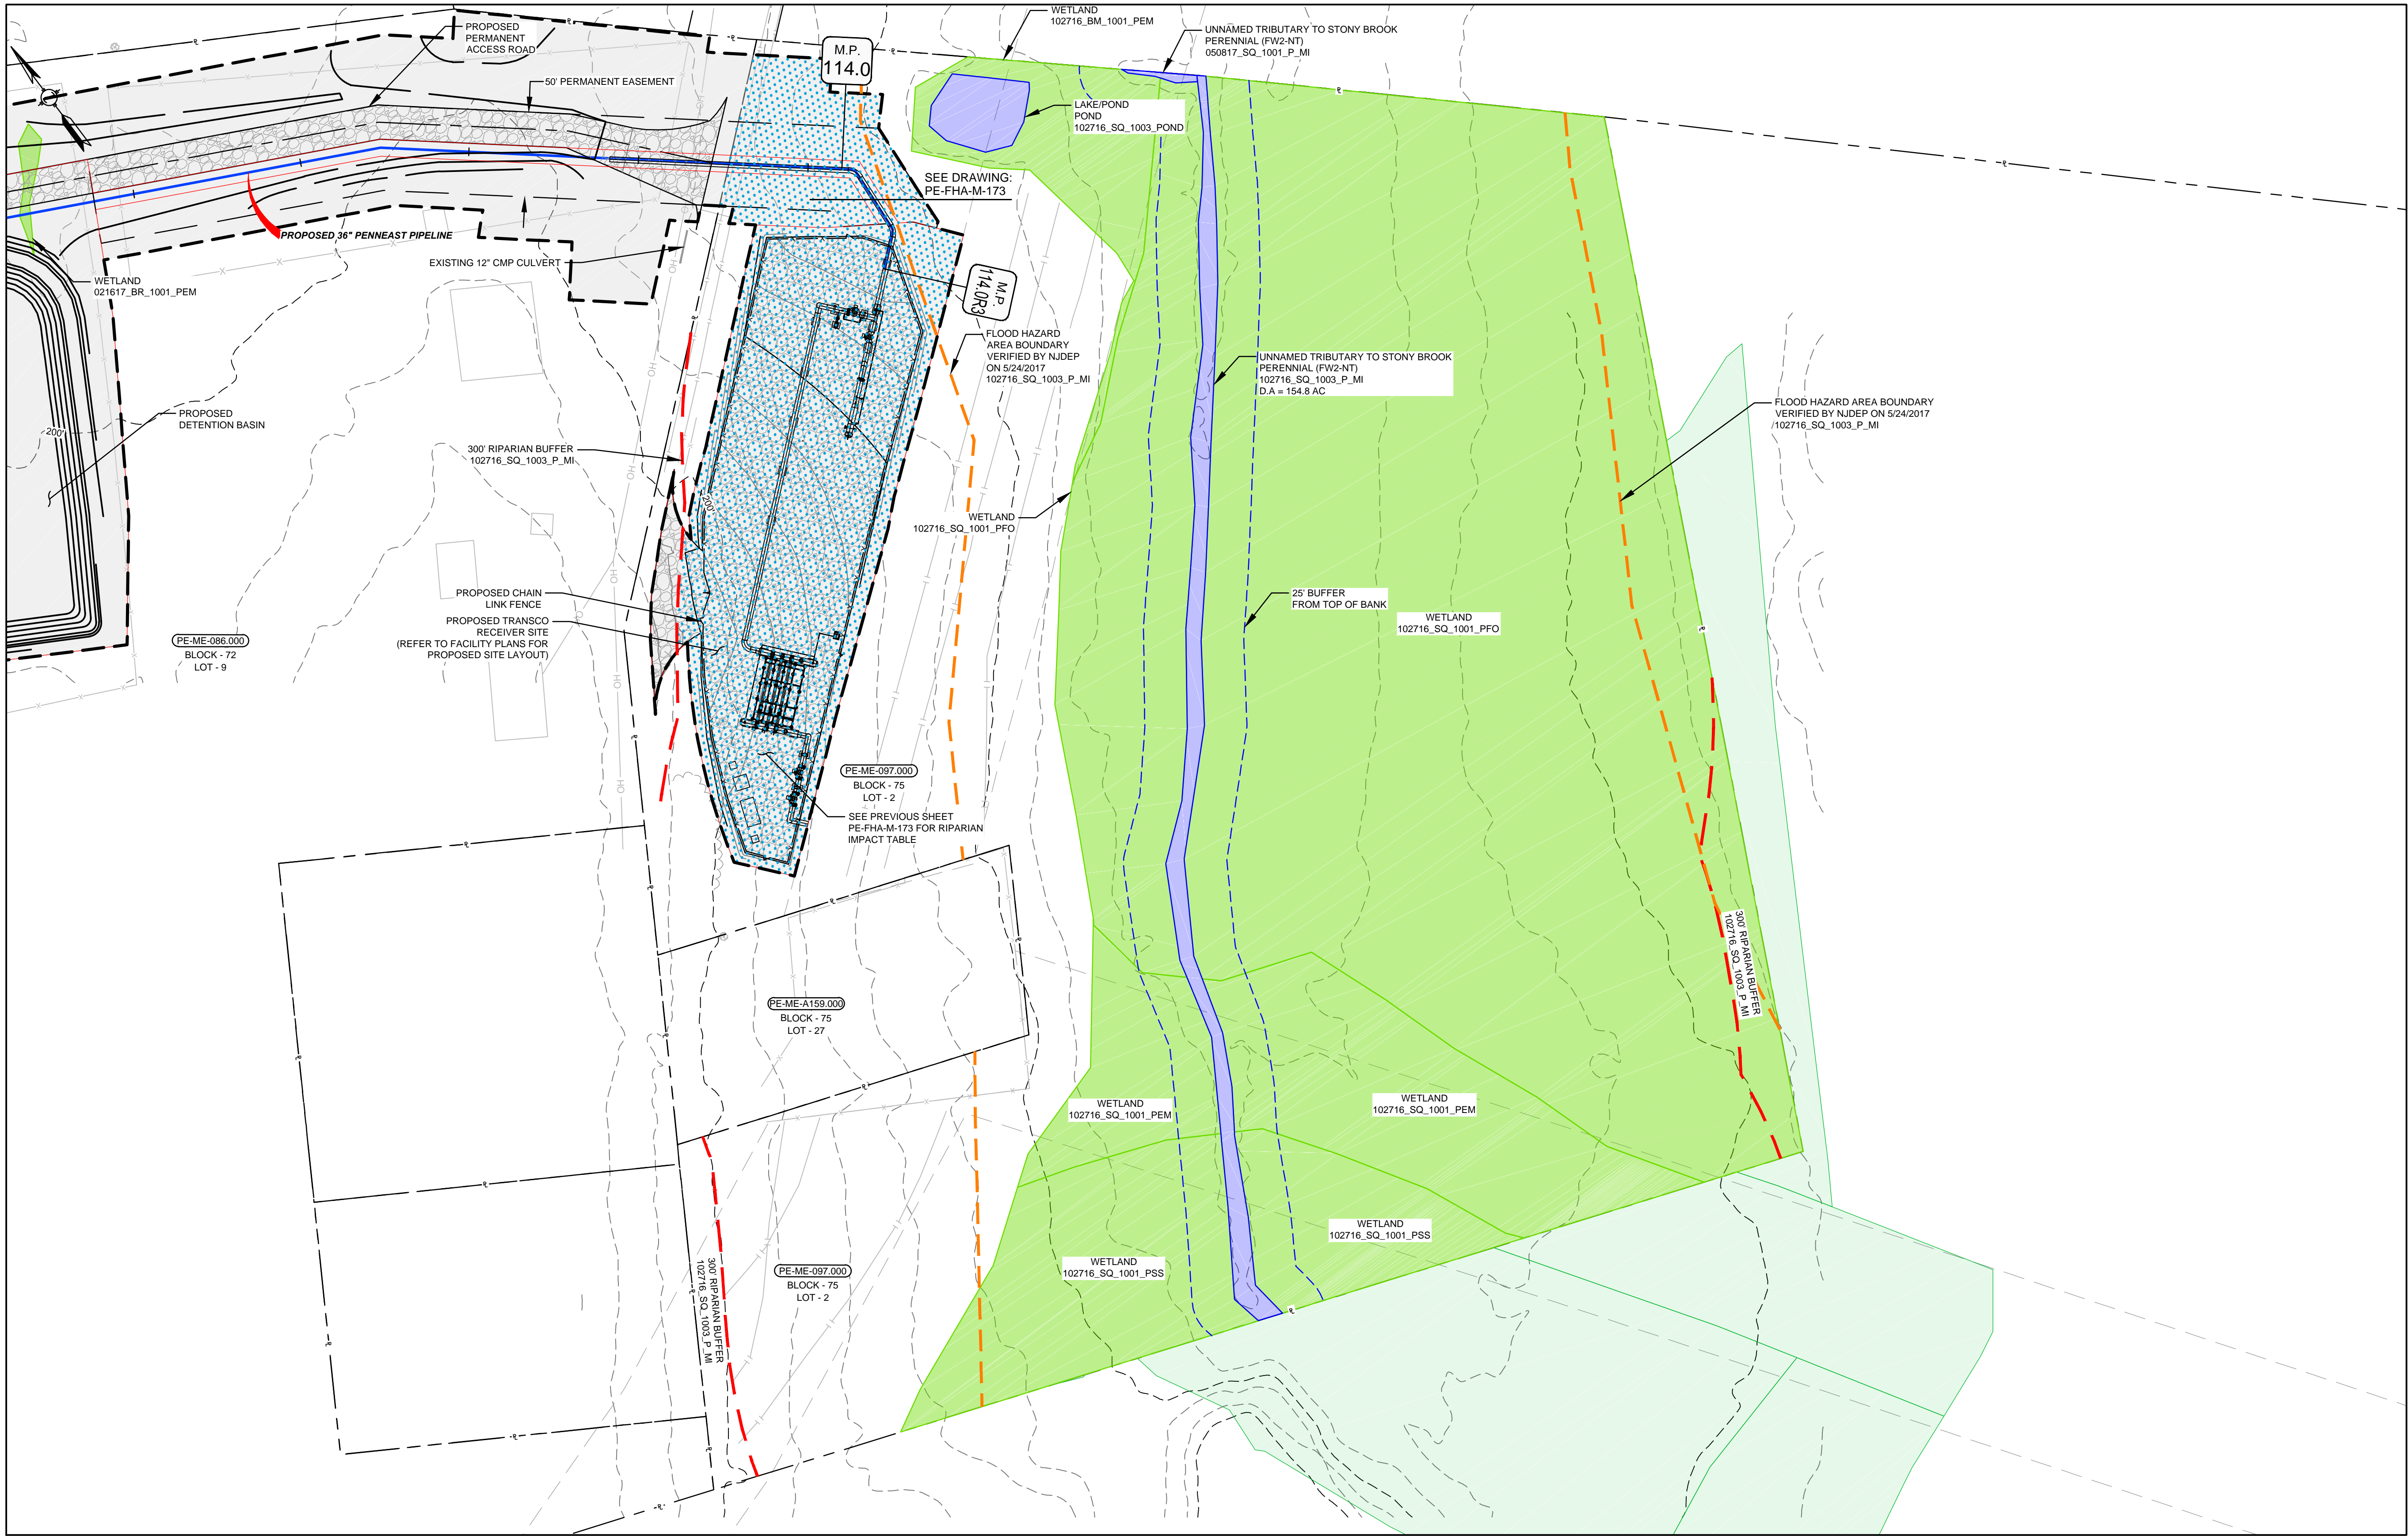 WETLAND
102716_BM_1001_PEM
PROPOSED
PERMANENT
ACCESS ROAD
UNNAMED TRIBUTARY TO STONY BROOK
PERENNIAL (FW2-NT)
050817_SQ_1001_P_MI
M.P.
114.0
50' PERMANENT EASEMENT
LAKE/POND
POND
102716_SQ_1003_POND
SEE DRAWING:
PE-FHA-M-173
PROPOSED 36" PENNEAST PIPELINE
EXISTING 12" CMP CULVERT
WETLAND
021617_BR_1001_PEM
M.P.
114.0R3
FLOOD HAZARD
AREA BOUNDARY
VERIFIED BY NJDEP
ON 5/24/2017
102716_SQ_1003_P_MI
UNNAMED TRIBUTARY TO STONY BROOK
PERENNIAL (FW2-NT)
102716_SQ_1003_P_MI
D.A = 154.8 AC
FLOOD HAZARD AREA BOUNDARY
VERIFIED BY NJDEP ON 5/24/2017
102716_SQ_1003_P_MI
PROPOSED
DETENTION BASIN
200'
300' RIPARIAN BUFFER
102716_SQ_1003_P_MI
200'
WETLAND
102716_SQ_1001_PFO
PROPOSED CHAIN
LINK FENCE
25' BUFFER
FROM TOP OF BANK
PROPOSED TRANSCO
RECEIVER SITE
(REFER TO FACILITY PLANS FOR
PROPOSED SITE LAYOUT)
WETLAND
102716_SQ_1001_PFO
PE-ME-086.000
BLOCK - 72
LOT - 9
PE-ME-097.000
BLOCK - 75
LOT - 2
SEE PREVIOUS SHEET
PE-FHA-M-173 FOR RIPARIAN
IMPACT TABLE
300' RIPARIAN BUFFER
102716_SQ_1003_P_MI
PE-ME-A159.000
BLOCK - 75
LOT - 27
WETLAND
102716_SQ_1001_PEM
WETLAND
102716_SQ_1001_PEM
WETLAND
102716_SQ_1001_PSS
WETLAND
102716_SQ_1001_PSS
PE-ME-097.000
BLOCK - 75
LOT - 2
300' RIPARIAN BUFFER
102716_SQ_1003_P_MI
OH
OH
OH
OH
OH
OH